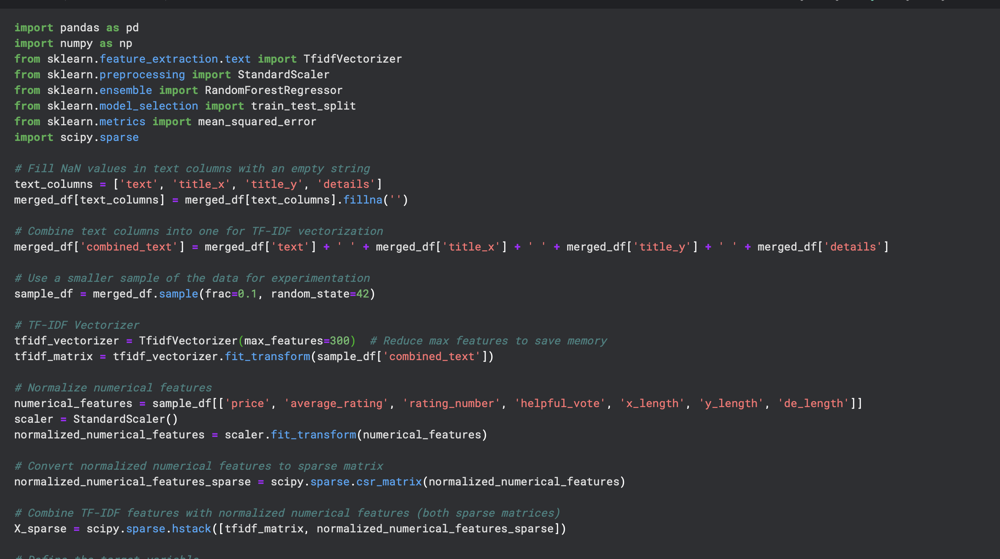 import pandas as pd
import numpy as np
from sklearn.feature_extraction.text import TfidfVectorizer
from sklearn.preprocessing import StandardScaler
from sklearn.ensemble import RandomForestRegressor
from sklearn.model_selection import train_test_split
from sklearn.metrics import mean_squared_error
import scipy.sparse
# Fill NaN values in text columns with an empty string
text_columns = ['text', 'title_x', 'title_y', 'details']
merged_df[text_columns] = merged_df[text_columns].fillna('')
# Combine text columns into one for TF-IDF vectorization
merged_df['combined_text'] = merged_df['text'] + ' ' + merged_df['title_x'] + ' ' + merged_df['title_y'] + ' ' + merged_df['details']
# Use a smaller sample of the data for experimentation
sample_df = merged_df.sample(frac=0.1, random_state=42)
# TF-IDF Vectorizer
tfidf_vectorizer = TfidfVectorizer(max_features=300)  # Reduce max features to save memory
tfidf_matrix = tfidf_vectorizer.fit_transform(sample_df['combined_text'])
# Normalize numerical features
numerical_features = sample_df[['price', 'average_rating', 'rating_number', 'helpful_vote', 'x_length', 'y_length', 'de_length']]
scaler = StandardScaler()
normalized_numerical_features = scaler.fit_transform(numerical_features)
# Convert normalized numerical features to sparse matrix
normalized_numerical_features_sparse = scipy.sparse.csr_matrix(normalized_numerical_features)
# Combine TF-IDF features with normalized numerical features (both sparse matrices)
X_sparse = scipy.sparse.hstack([tfidf_matrix, normalized_numerical_features_sparse])
# Define the target variable